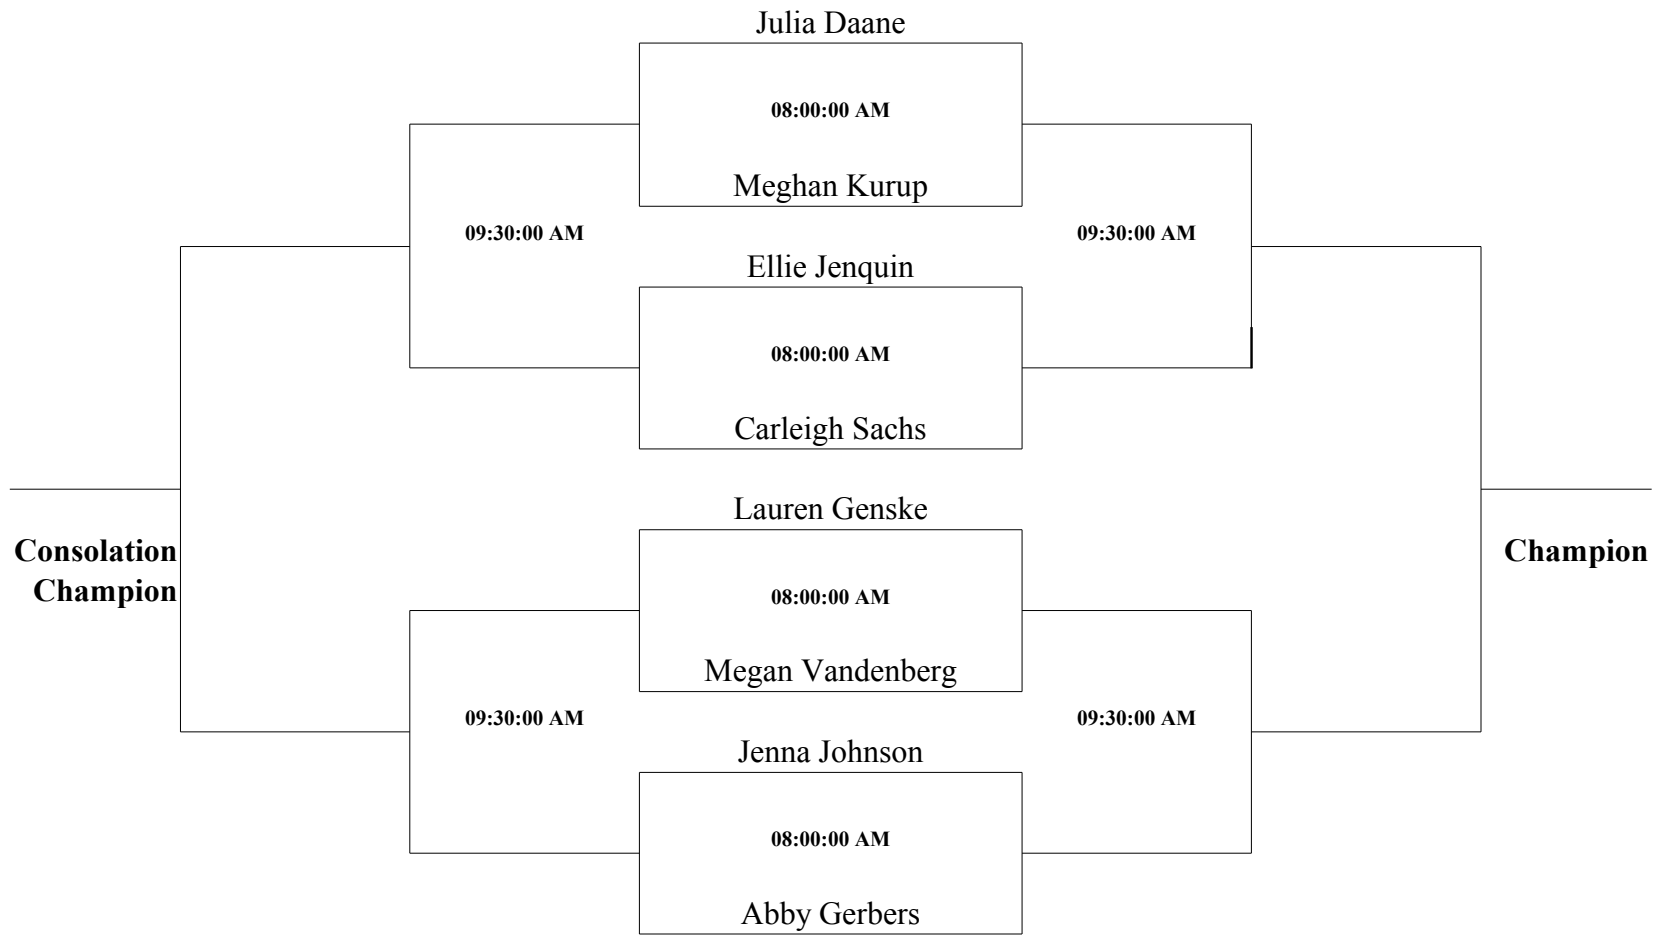 Julia Daane
08:00:00 AM
Meghan Kurup
09:30:00 AM
09:30:00 AM
Ellie Jenquin
08:00:00 AM
Carleigh Sachs
Lauren Genske
Consolation
Champion
Champion
08:00:00 AM
Megan Vandenberg
09:30:00 AM
09:30:00 AM
Jenna Johnson
08:00:00 AM
Abby Gerbers